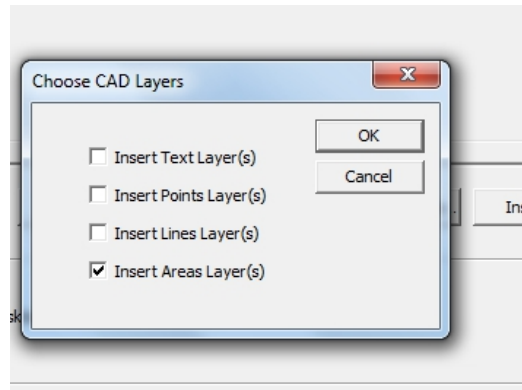 Choose CAD Layers
OK
Insert Text Layer(s)
Cancel
Insert Points Layer(s)
Insert Lines Layer(s)
Insert Areas Layer(s)